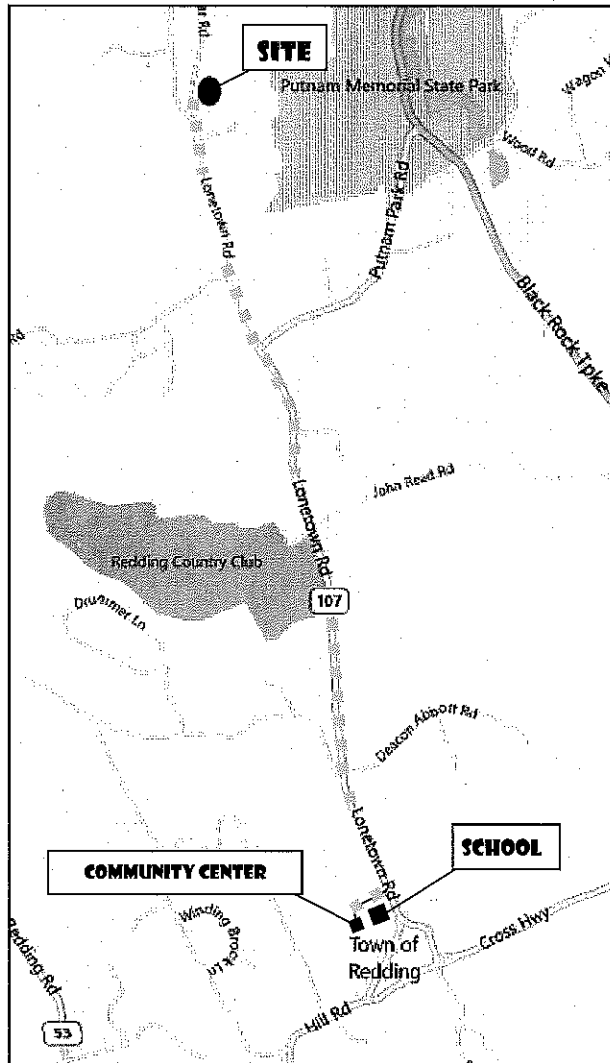 SITE
Putnam Memorial State Park
Wagon
Wood Rd
Lonetown Rd
Putnam Park Rd
Black Rock Tpke
Rd
John Read Rd
Lonetown Rd
Redding Country Club
107
Drummer Ln
Deacon Abbott Rd
Lonetown Rd
SCHOOL
COMMUNITY CENTER
Winding Brook Ln
Town of
Redding
Cross Hwy
Redding Rd
Hill Rd
53